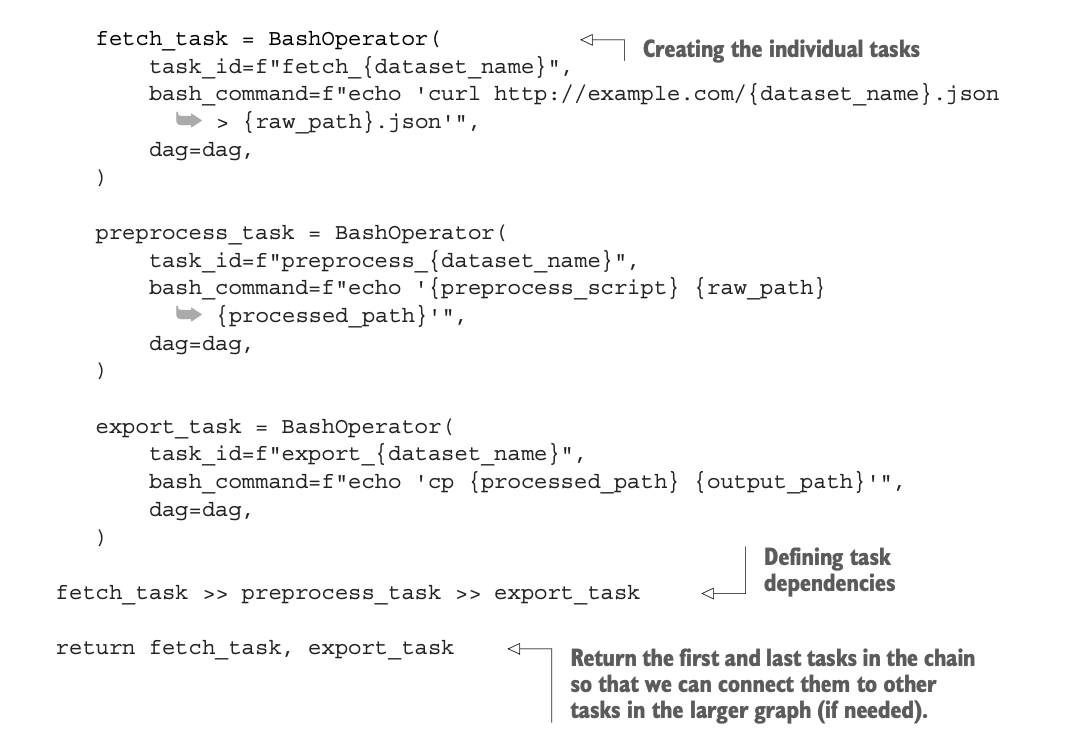 fetch_task = BashOperator(
Creating the individual tasks
task_id=f"fetch_{dataset_name}",
bash_command=f"echo 'curl http://example.com/{dataset_name}.json
> {raw_path}.json'",
dag=dag,
)
preprocess_task = BashOperator(
task_id=f"preprocess_{dataset_name}",
bash_command=f"echo '{preprocess_script} {raw_path}
{processed_path}'",
dag=dag,
)
export_task = BashOperator(
task_id=f"export_{dataset_name}",
bash_command=f"echo 'cp {processed_path} {output_path}'",
dag=dag,
)
Defining task
dependencies
fetch_task >> preprocess_task >> export_task
return fetch_task, export_task
Return the first and last tasks in the chain
so that we can connect them to other
tasks in the larger graph (if needed).